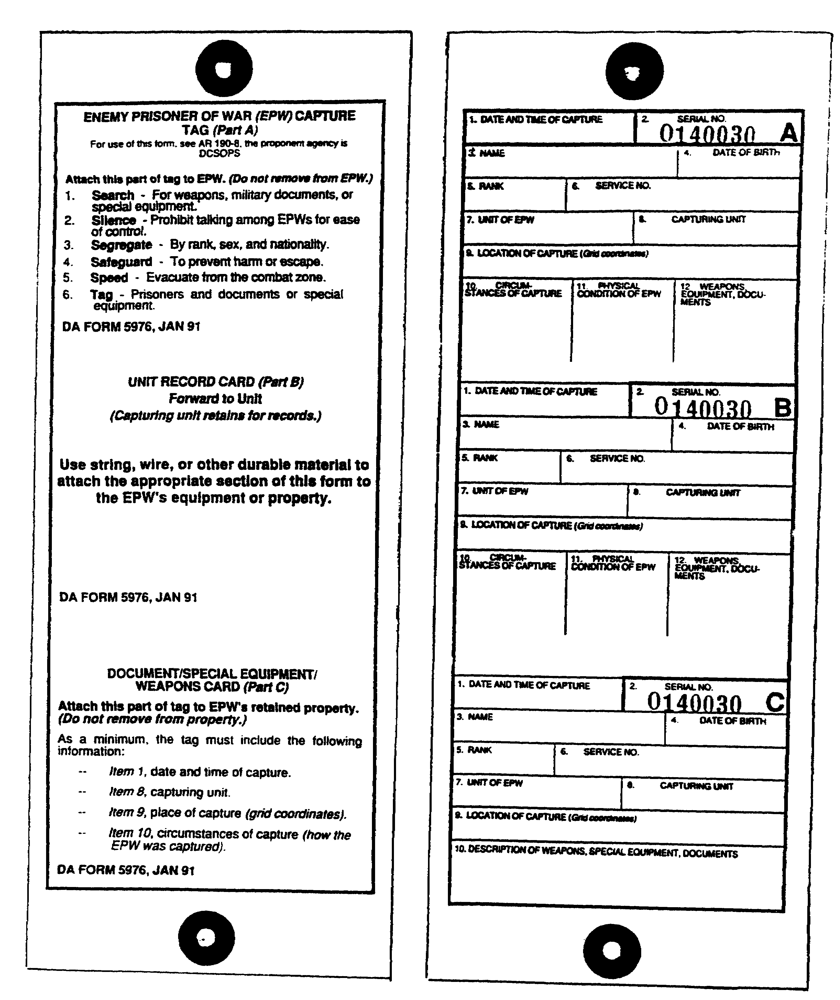 ENEMY PRISONER OF WAR (EPW) CAPTURE
TAG (Part A)
For use of this form, see AR 190-8, the proponent agency is
DCSOPS
Attach this part of tag to EPW. (Do not remove from EPW.)
1. Search - For weapons, military documents, or
special equipment.
2. Silence - Prohibit talking among EPWs for ease
of control.
3. Segregate - By rank, sex, and nationality.
4. Safeguard - To prevent harm or escape.
5. Speed - Evacuate from the combat zone.
6. Tag - Prisoners and documents or special
equipment.
DA FORM 5976, JAN 91
UNIT RECORD CARD (Part B)
Forward to Unit
(Capturing unit retains for records.)
Use string, wire, or other durable material to
attach the appropriate section of this form to
the EPW's equipment or property.
DA FORM 5976, JAN 91
DOCUMENT/SPECIAL EQUIPMENT/
WEAPONS CARD (Part C)
Attach this part of tag to EPW's retained property.
(Do not remove from property.)
As a minimum, the tag must include the following
information:
-- Item 1, date and time of capture.
-- Item 8, capturing unit.
-- Item 9, place of capture (grid coordinates).
-- Item 10, circumstances of capture (how the
EPW was captured).
DA FORM 5976, JAN 91
1. DATE AND TIME OF CAPTURE 2. SERIAL NO.
0140030 A
3. NAME 4. DATE OF BIRTH
5. RANK 6. SERVICE NO.
7. UNIT OF EPW 8. CAPTURING UNIT
9. LOCATION OF CAPTURE (Grid coordinates)
10. CIRCUM- 11. PHYSICAL 12 WEAPONS,
STANCES OF CAPTURE CONDITION OF EPW EQUIPMENT, DOCU-
MENTS
1. DATE AND TIME OF CAPTURE 2. SERIAL NO.
0140030 B
3. NAME 4. DATE OF BIRTH
5. RANK 6. SERVICE NO.
7. UNIT OF EPW 8. CAPTURING UNIT
9. LOCATION OF CAPTURE (Grid coordinates)
10. CIRCUM- 11. PHYSICAL 12. WEAPONS,
STANCES OF CAPTURE CONDITION OF EPW EQUIPMENT, DOCU-
MENTS
1. DATE AND TIME OF CAPTURE 2. SERIAL NO.
0140030 C
3. NAME 4. DATE OF BIRTH
5. RANK 6. SERVICE NO.
7. UNIT OF EPW 8. CAPTURING UNIT
9. LOCATION OF CAPTURE (Grid coordinates)
10. DESCRIPTION OF WEAPONS, SPECIAL EQUIPMENT, DOCUMENTS